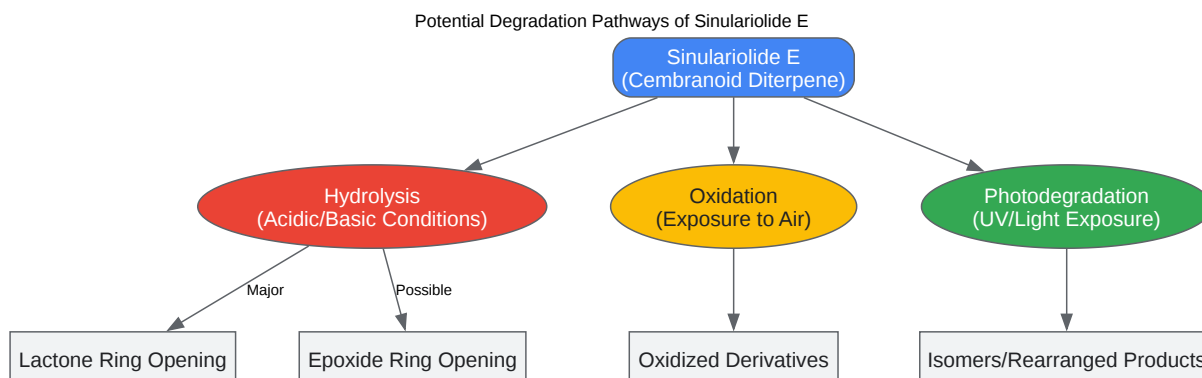 Potential Degradation Pathways of Sinulariolide E
Sinulariolide E
(Cembranoid Diterpene)
Hydrolysis
(Acidic/Basic Conditions)
Oxidation
(Exposure to Air)
Photodegradation
(UV/Light Exposure)
Major
Possible
Lactone Ring Opening
Epoxide Ring Opening
Oxidized Derivatives
Isomers/Rearranged Products